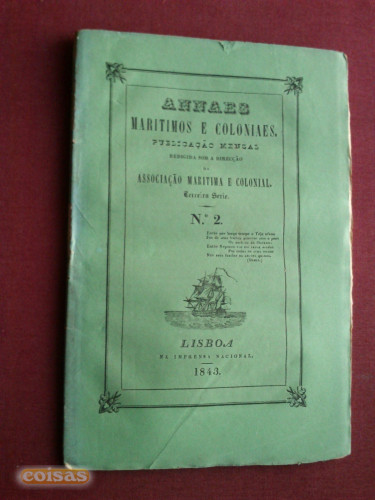 ANNAES
MARITIMOS E COLONIAES.
PUBLICAÇÃO MENSAL
REDIGIDA SOB A DIRECÇÃO
DA
ASSOCIAÇÃO MARITIMA E COLONIAL.
Terceira Serie.
N.º 2.
LISBOA
NA IMPRENSA NACIONAL.
1843.
coisas